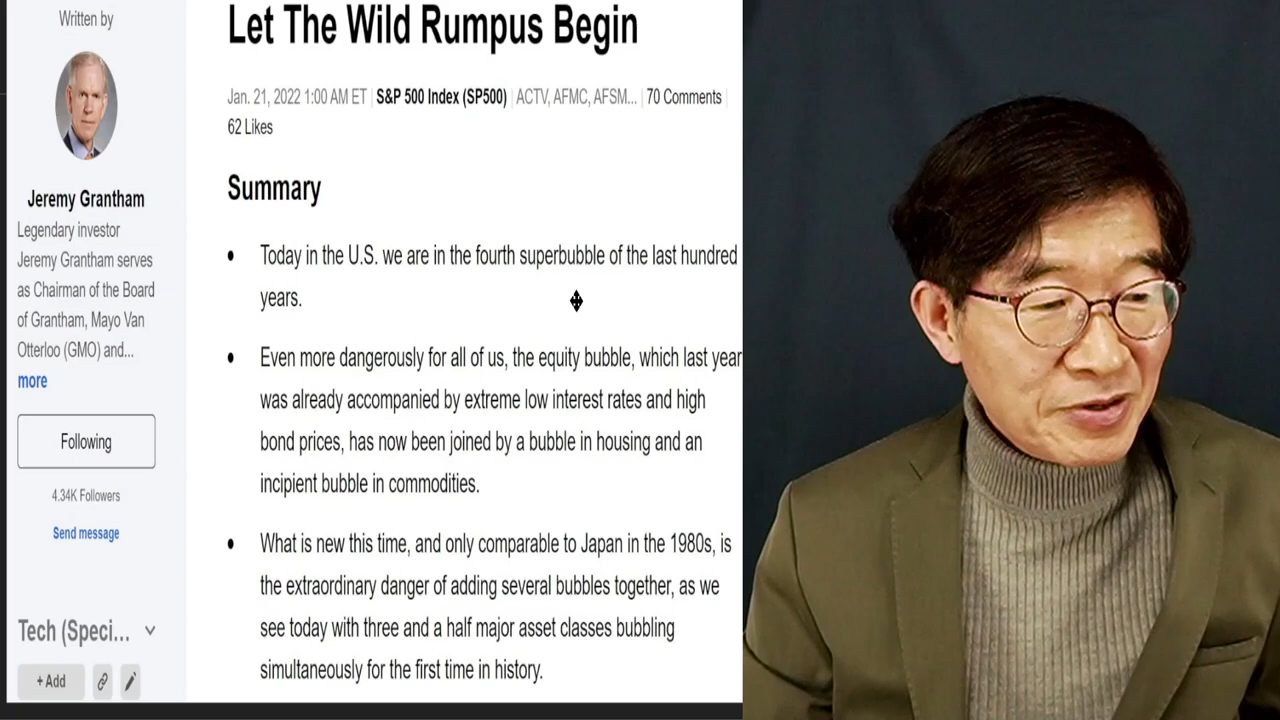 Written by
Jeremy Grantham
Legendary investor
Jeremy Grantham serves
as Chairman of the Board
of Grantham, Mayo Van
Otterloo (GMO) and...
more
Following
4.34K Followers
Send message
Tech (Speci...
+ Add
Let The Wild Rumpus Begin
Jan. 21, 2022 1:00 AM ET | S&P 500 Index (SP500) | ACTV, AFMC, AFSM... | 70 Comments |
62 Likes
Summary
Today in the U.S. we are in the fourth superbubble of the last hundred
years.
Even more dangerously for all of us, the equity bubble, which last year
was already accompanied by extreme low interest rates and high
bond prices, has now been joined by a bubble in housing and an
incipient bubble in commodities.
What is new this time, and only comparable to Japan in the 1980s, is
the extraordinary danger of adding several bubbles together, as we
see today with three and a half major asset classes bubbling
simultaneously for the first time in history.